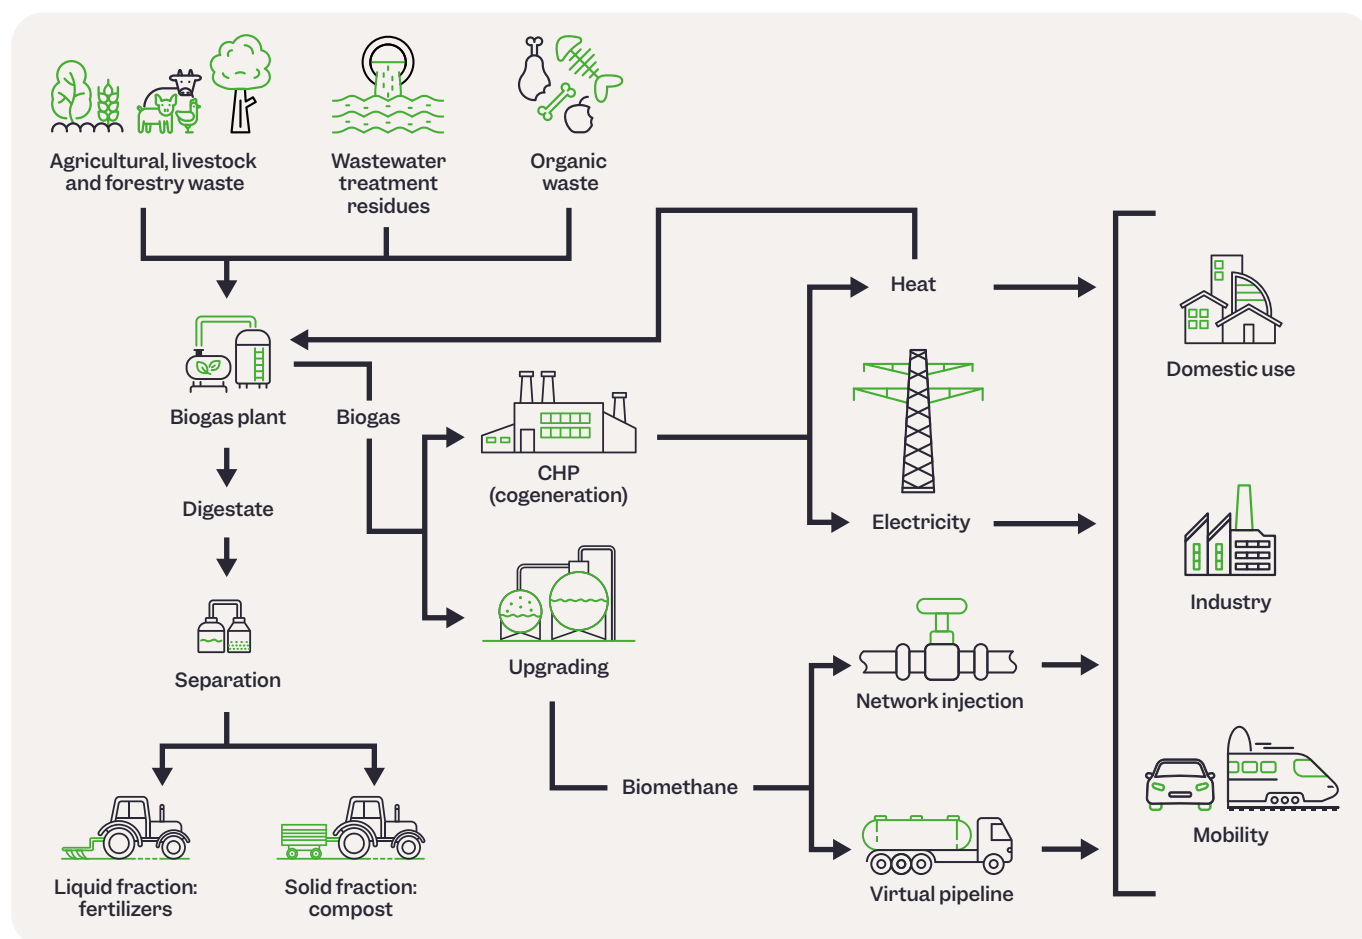 Agricultural, livestock
and forestry waste
Wastewater
treatment
residues
Organic
waste
Heat
Domestic use
Biogas plant
Biogas
CHP
(cogeneration)
Digestate
Electricity
Industry
Separation
Upgrading
Network injection
Biomethane
Mobility
Liquid fraction:
fertilizers
Solid fraction:
compost
Virtual pipeline